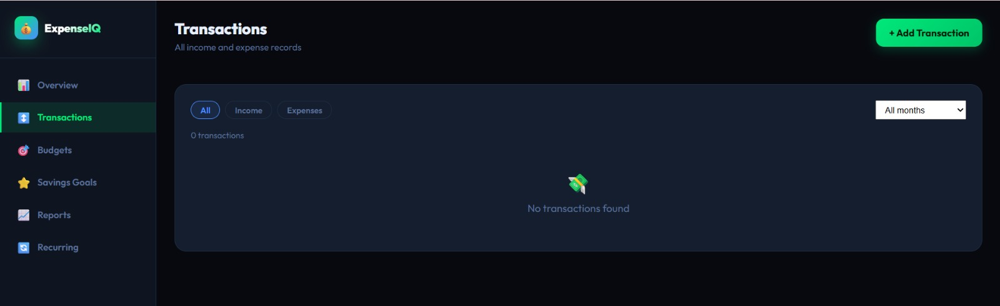 ExpenseIQ
Overview
Transactions
Budgets
Savings Goals
Reports
Recurring
Transactions
All income and expense records
+ Add Transaction
All
Income
Expenses
All months
0 transactions
No transactions found